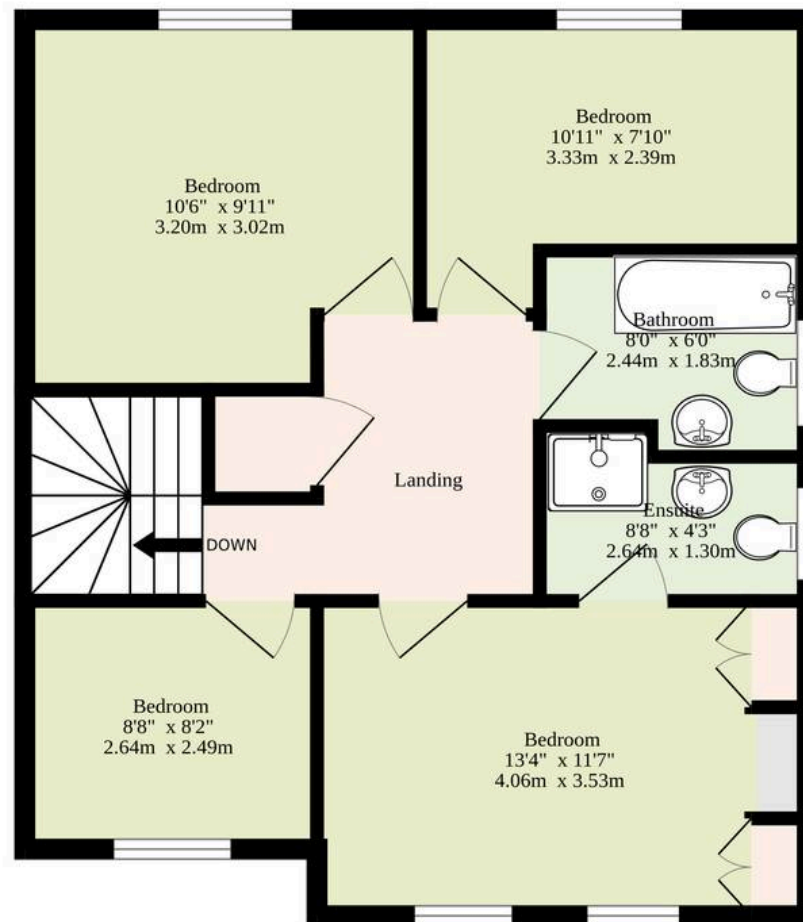 Bedroom
10'6" x 9'11"
3.20m x 3.02m
Bedroom
10'11" x 7'10"
3.33m x 2.39m
Bathroom
8'0" x 6'0"
2.44m x 1.83m
Landing
Ensuite
8'8" x 4'3"
2.64m x 1.30m
DOWN
Bedroom
8'8" x 8'2"
2.64m x 2.49m
Bedroom
13'4" x 11'7"
4.06m x 3.53m